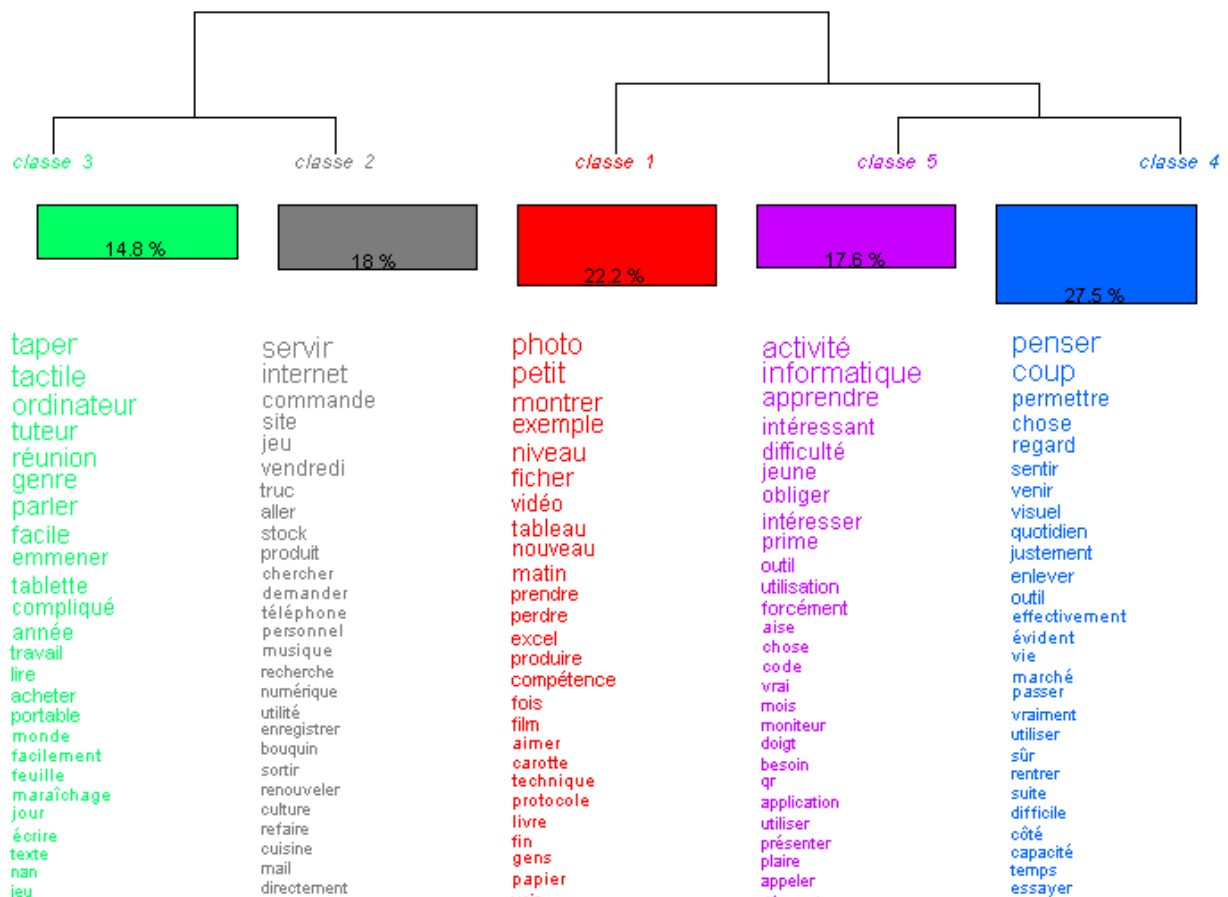 classe 3
classe 2
classe 1
classe 5
classe 4
14.8 %
18 %
22.2 %
17.6 %
27.5 %
taper
tactile
ordinateur
tuteur
réunion
genre
parler
facile
emmener
tablette
compliqué
année
travail
lire
acheter
portable
monde
facilement
feuille
maraîchage
jour
écrire
texte
nan
jeu
servir
internet
commande
site
jeu
vendredi
truc
aller
stock
produit
chercher
demander
téléphone
personnel
musique
recherche
numérique
utilité
enregistrer
bouquin
sortir
renouveler
culture
refaire
cuisine
mail
directement
photo
petit
montrer
exemple
niveau
ficher
vidéo
tableau
nouveau
matin
prendre
perdre
excel
produire
compétence
fois
film
aimer
carotte
technique
protocole
livre
fin
gens
papier
activité
informatique
apprendre
intéressant
difficulté
jeune
obliger
intéresser
prime
outil
utilisation
forcément
aise
chose
code
vrai
mois
moniteur
doigt
besoin
qr
application
utiliser
présenter
plaire
appeler
penser
coup
permettre
chose
regard
sentir
venir
visuel
quotidien
justement
enlever
outil
effectivement
évident
vie
marché
passer
vraiment
utiliser
sûr
rentrer
suite
difficile
côté
capacité
temps
essayer